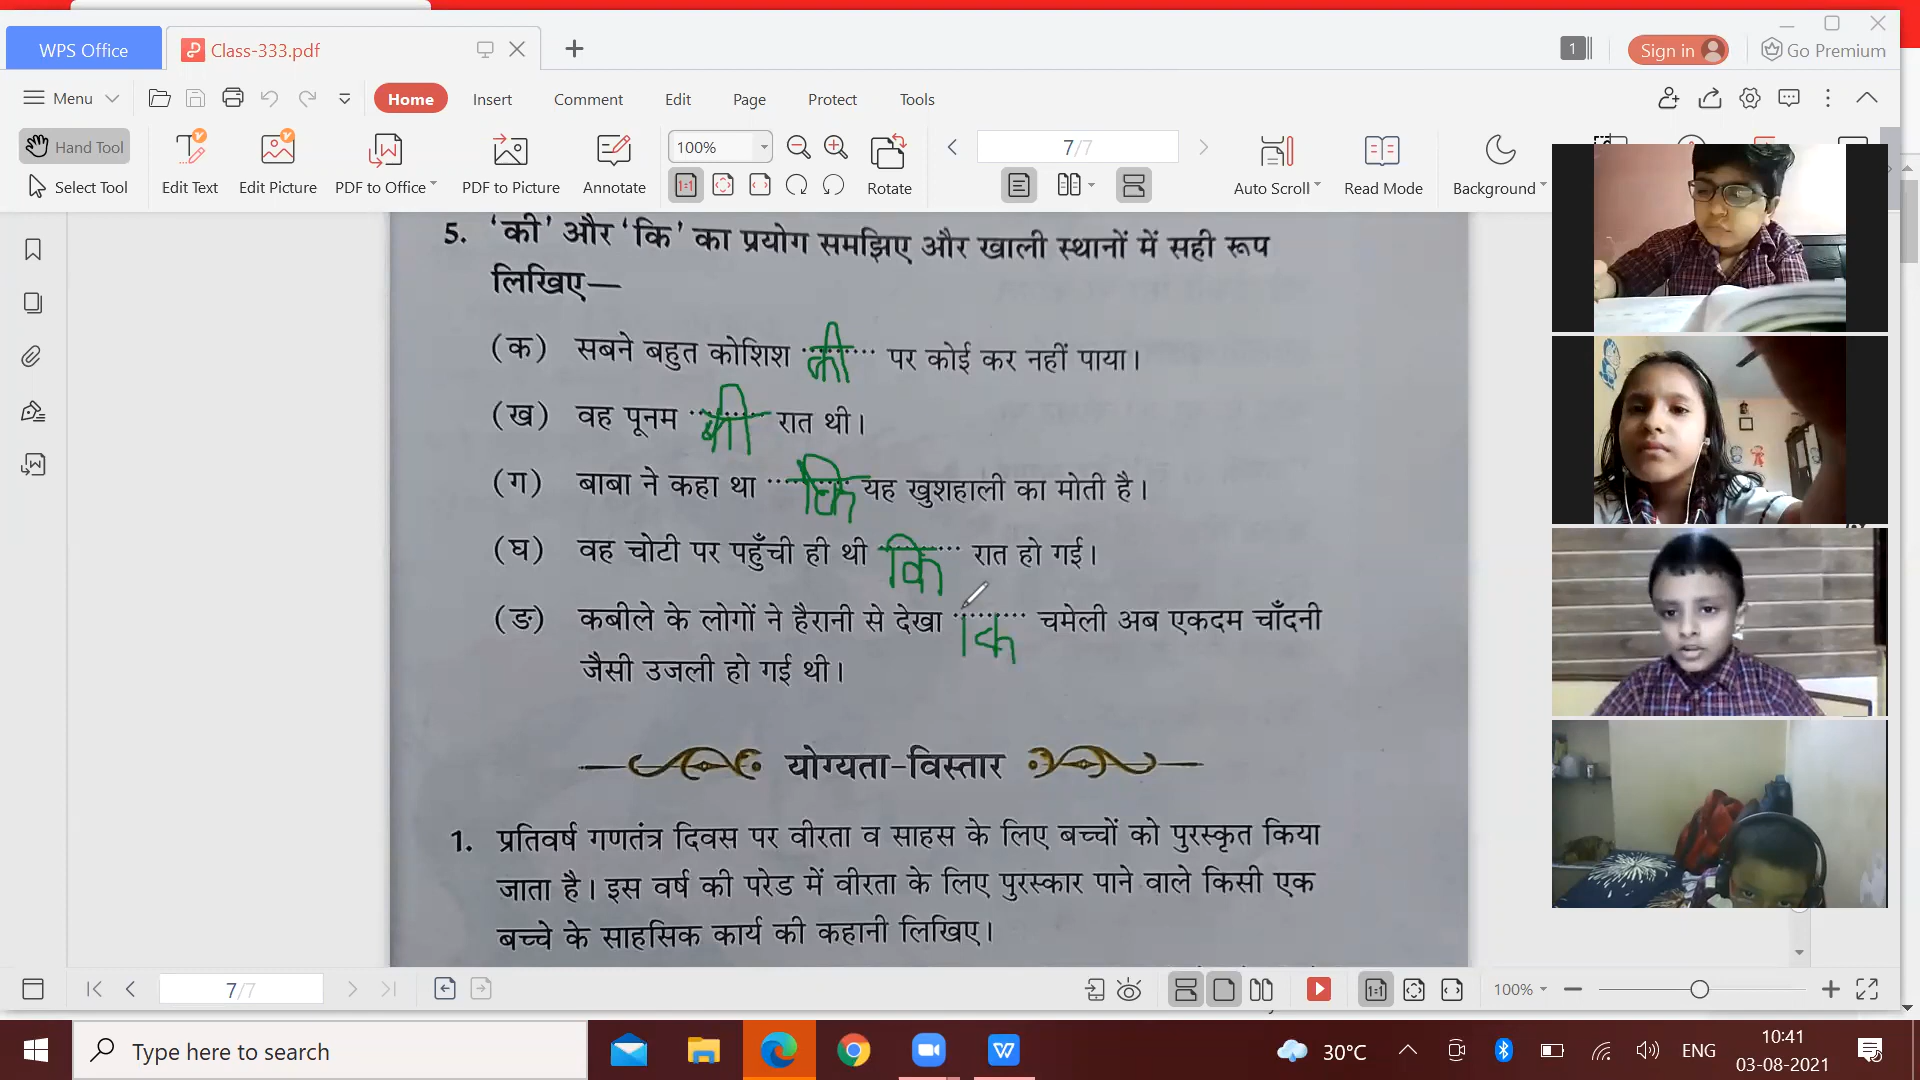 WPS Office
Class-333.pdf
1
Sign in
Go Premium
Menu
Home
Insert
Comment
Edit
Page
Protect
Tools
Hand Tool
Select Tool
Edit Text
Edit Picture
PDF to Office
PDF to Picture
Annotate
100%
Rotate
7/7
Auto Scroll
Read Mode
Background
5. 'की' और 'कि' का प्रयोग समझिए और खाली स्थानों में सही रूप
लिखिए—
(क) सबने बहुत कोशिश की पर कोई कर नहीं पाया।
(ख) वह पूनम की रात थी।
(ग) बाबा ने कहा था कि यह खुशहाली का मोती है।
(घ) वह चोटी पर पहुँची ही थी कि रात हो गई।
(ङ) कबीले के लोगों ने हैरानी से देखा कि चमेली अब एकदम चाँदनी
जैसी उजली हो गई थी।
योग्यता-विस्तार
1. प्रतिवर्ष गणतंत्र दिवस पर वीरता व साहस के लिए बच्चों को पुरस्कृत किया
जाता है। इस वर्ष की परेड में वीरता के लिए पुरस्कार पाने वाले किसी एक
बच्चे के साहसिक कार्य की कहानी लिखिए।
7/7
100%
Type here to search
30°C
ENG
10:41
03-08-2021